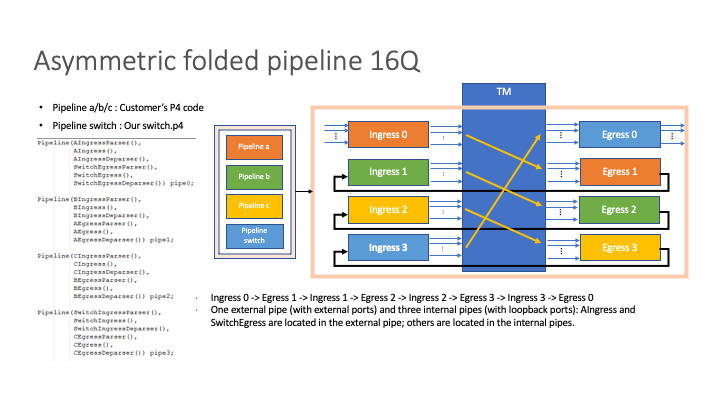 Asymmetric folded pipeline 16Q
• Pipeline a/b/c : Customer's P4 code
• Pipeline switch : Our switch.p4
Pipeline(AIngressParser(),
AIngress(),
AIngressDeparser(),
SwitchEgressParser(),
SwitchEgress(),
SwitchEgressDeparser()) pipe0;
Pipeline(BIngressParser(),
BIngress(),
BIngressDeparser(),
AEgressParser(),
AEgress(),
AEgressDeparser()) pipe1;
Pipeline(CIngressParser(),
CIngress(),
CIngressDeparser(),
BEgressParser(),
BEgress(),
BEgressDeparser()) pipe2;
Pipeline(SwitchIngressParser(),
SwitchIngress(),
SwitchIngressDeparser(),
CEgressParser(),
CEgress(),
CEgressDeparser()) pipe3;
Pipeline a
Pipeline b
Pipeline c
Pipeline
switch
TM
Ingress 0
Egress 0
Ingress 1
Egress 1
Ingress 2
Egress 2
Ingress 3
Egress 3
· Ingress 0 -> Egress 1 -> Ingress 1 -> Egress 2 -> Ingress 2 -> Egress 3 -> Ingress 3 -> Egress 0
· One external pipe (with external ports) and three internal pipes (with loopback ports): AIngress and
SwitchEgress are located in the external pipe; others are located in the internal pipes.